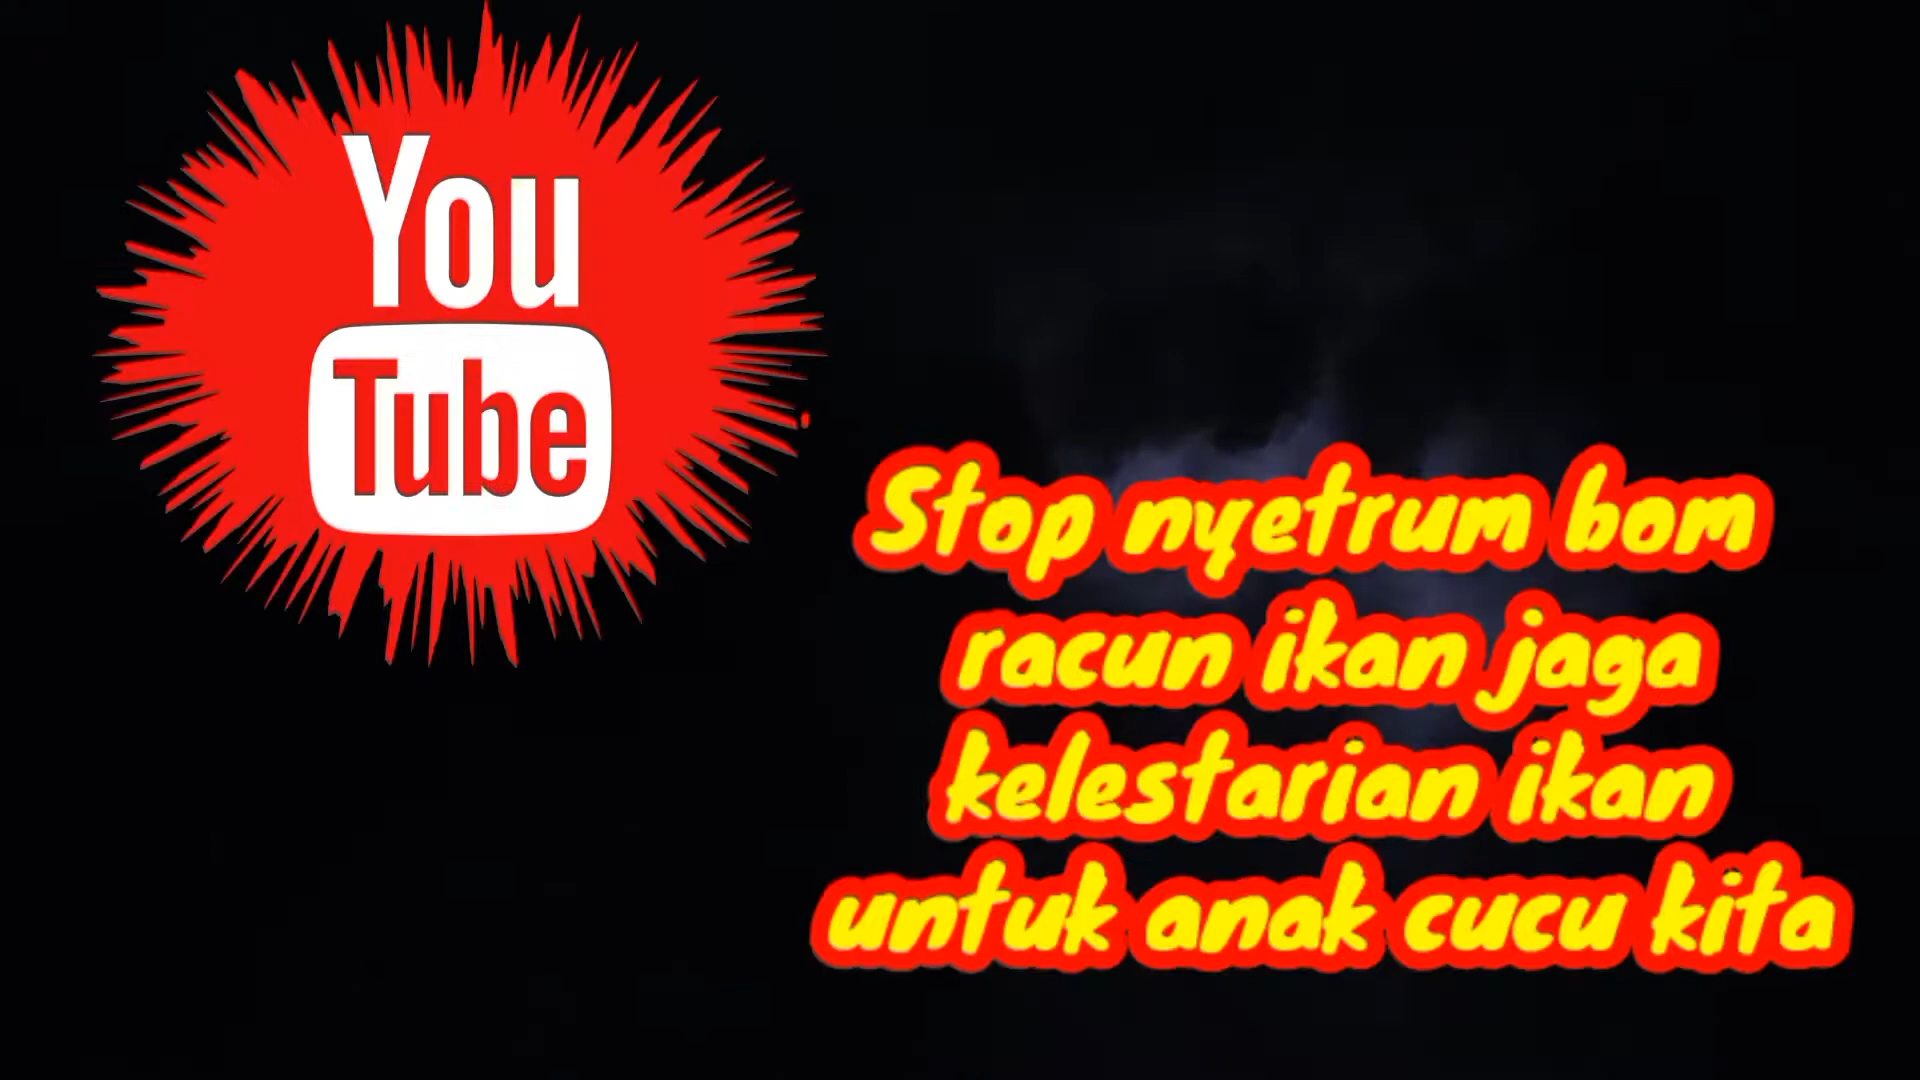 You
Tube
Stop nyetrum bom
racun ikan jaga
kelestarian ikan
untuk anak cucu kita